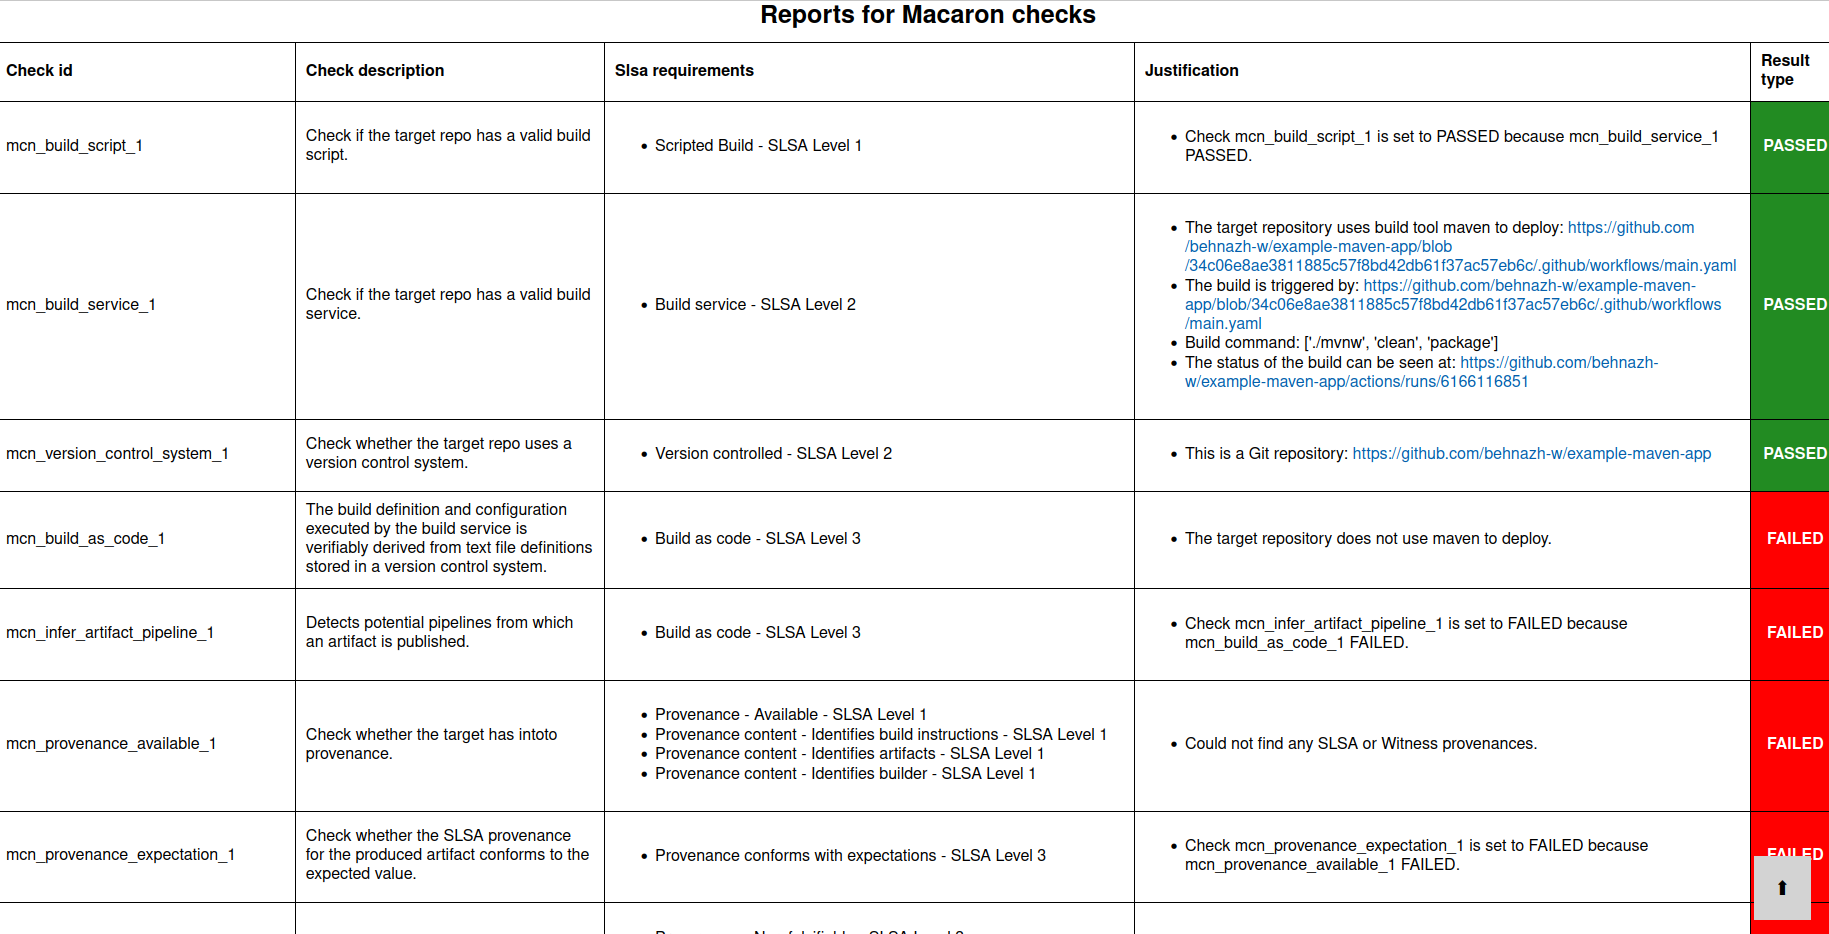 Reports for Macaron checks
Check id
Check description
Slsa requirements
Justification
Result
type
mcn_build_script_1
Check if the target repo has a valid build
script.
• Scripted Build - SLSA Level 1
• Check mcn_build_script_1 is set to PASSED because mcn_build_service_1
PASSED.
PASSED
mcn_build_service_1
Check if the target repo has a valid build
service.
• Build service - SLSA Level 2
• The target repository uses build tool maven to deploy: https://github.com
/behnazh-w/example-maven-app/blob
/34c06e8ae3811885c57f8bd42db61f37ac57eb6c/.github/workflows/main.yaml
• The build is triggered by: https://github.com/behnazh-w/example-maven-
app/blob/34c06e8ae3811885c57f8bd42db61f37ac57eb6c/.github/workflows
/main.yaml
• Build command: ['./mvnw', 'clean', 'package']
• The status of the build can be seen at: https://github.com/behnazh-
w/example-maven-app/actions/runs/6166116851
PASSED
mcn_version_control_system_1
Check whether the target repo uses a
version control system.
• Version controlled - SLSA Level 2
• This is a Git repository: https://github.com/behnazh-w/example-maven-app
PASSED
mcn_build_as_code_1
The build definition and configuration
executed by the build service is
verifiably derived from text file definitions
stored in a version control system.
• Build as code - SLSA Level 3
• The target repository does not use maven to deploy.
FAILED
mcn_infer_artifact_pipeline_1
Detects potential pipelines from which
an artifact is published.
• Build as code - SLSA Level 3
• Check mcn_infer_artifact_pipeline_1 is set to FAILED because
mcn_build_as_code_1 FAILED.
FAILED
mcn_provenance_available_1
Check whether the target has intoto
provenance.
• Provenance - Available - SLSA Level 1
• Provenance content - Identifies build instructions - SLSA Level 1
• Provenance content - Identifies artifacts - SLSA Level 1
• Provenance content - Identifies builder - SLSA Level 1
• Could not find any SLSA or Witness provenances.
FAILED
mcn_provenance_expectation_1
Check whether the SLSA provenance
for the produced artifact conforms to the
expected value.
• Provenance conforms with expectations - SLSA Level 3
• Check mcn_provenance_expectation_1 is set to FAILED because
mcn_provenance_available_1 FAILED.
FAILED